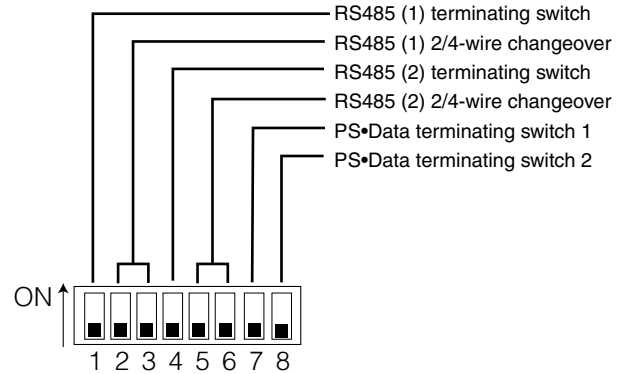 RS485 (1) terminating switch
RS485 (1) 2/4-wire changeover
RS485 (2) terminating switch
RS485 (2) 2/4-wire changeover
PS•Data terminating switch 1
PS•Data terminating switch 2
ON
1 2 3 4 5 6 7 8